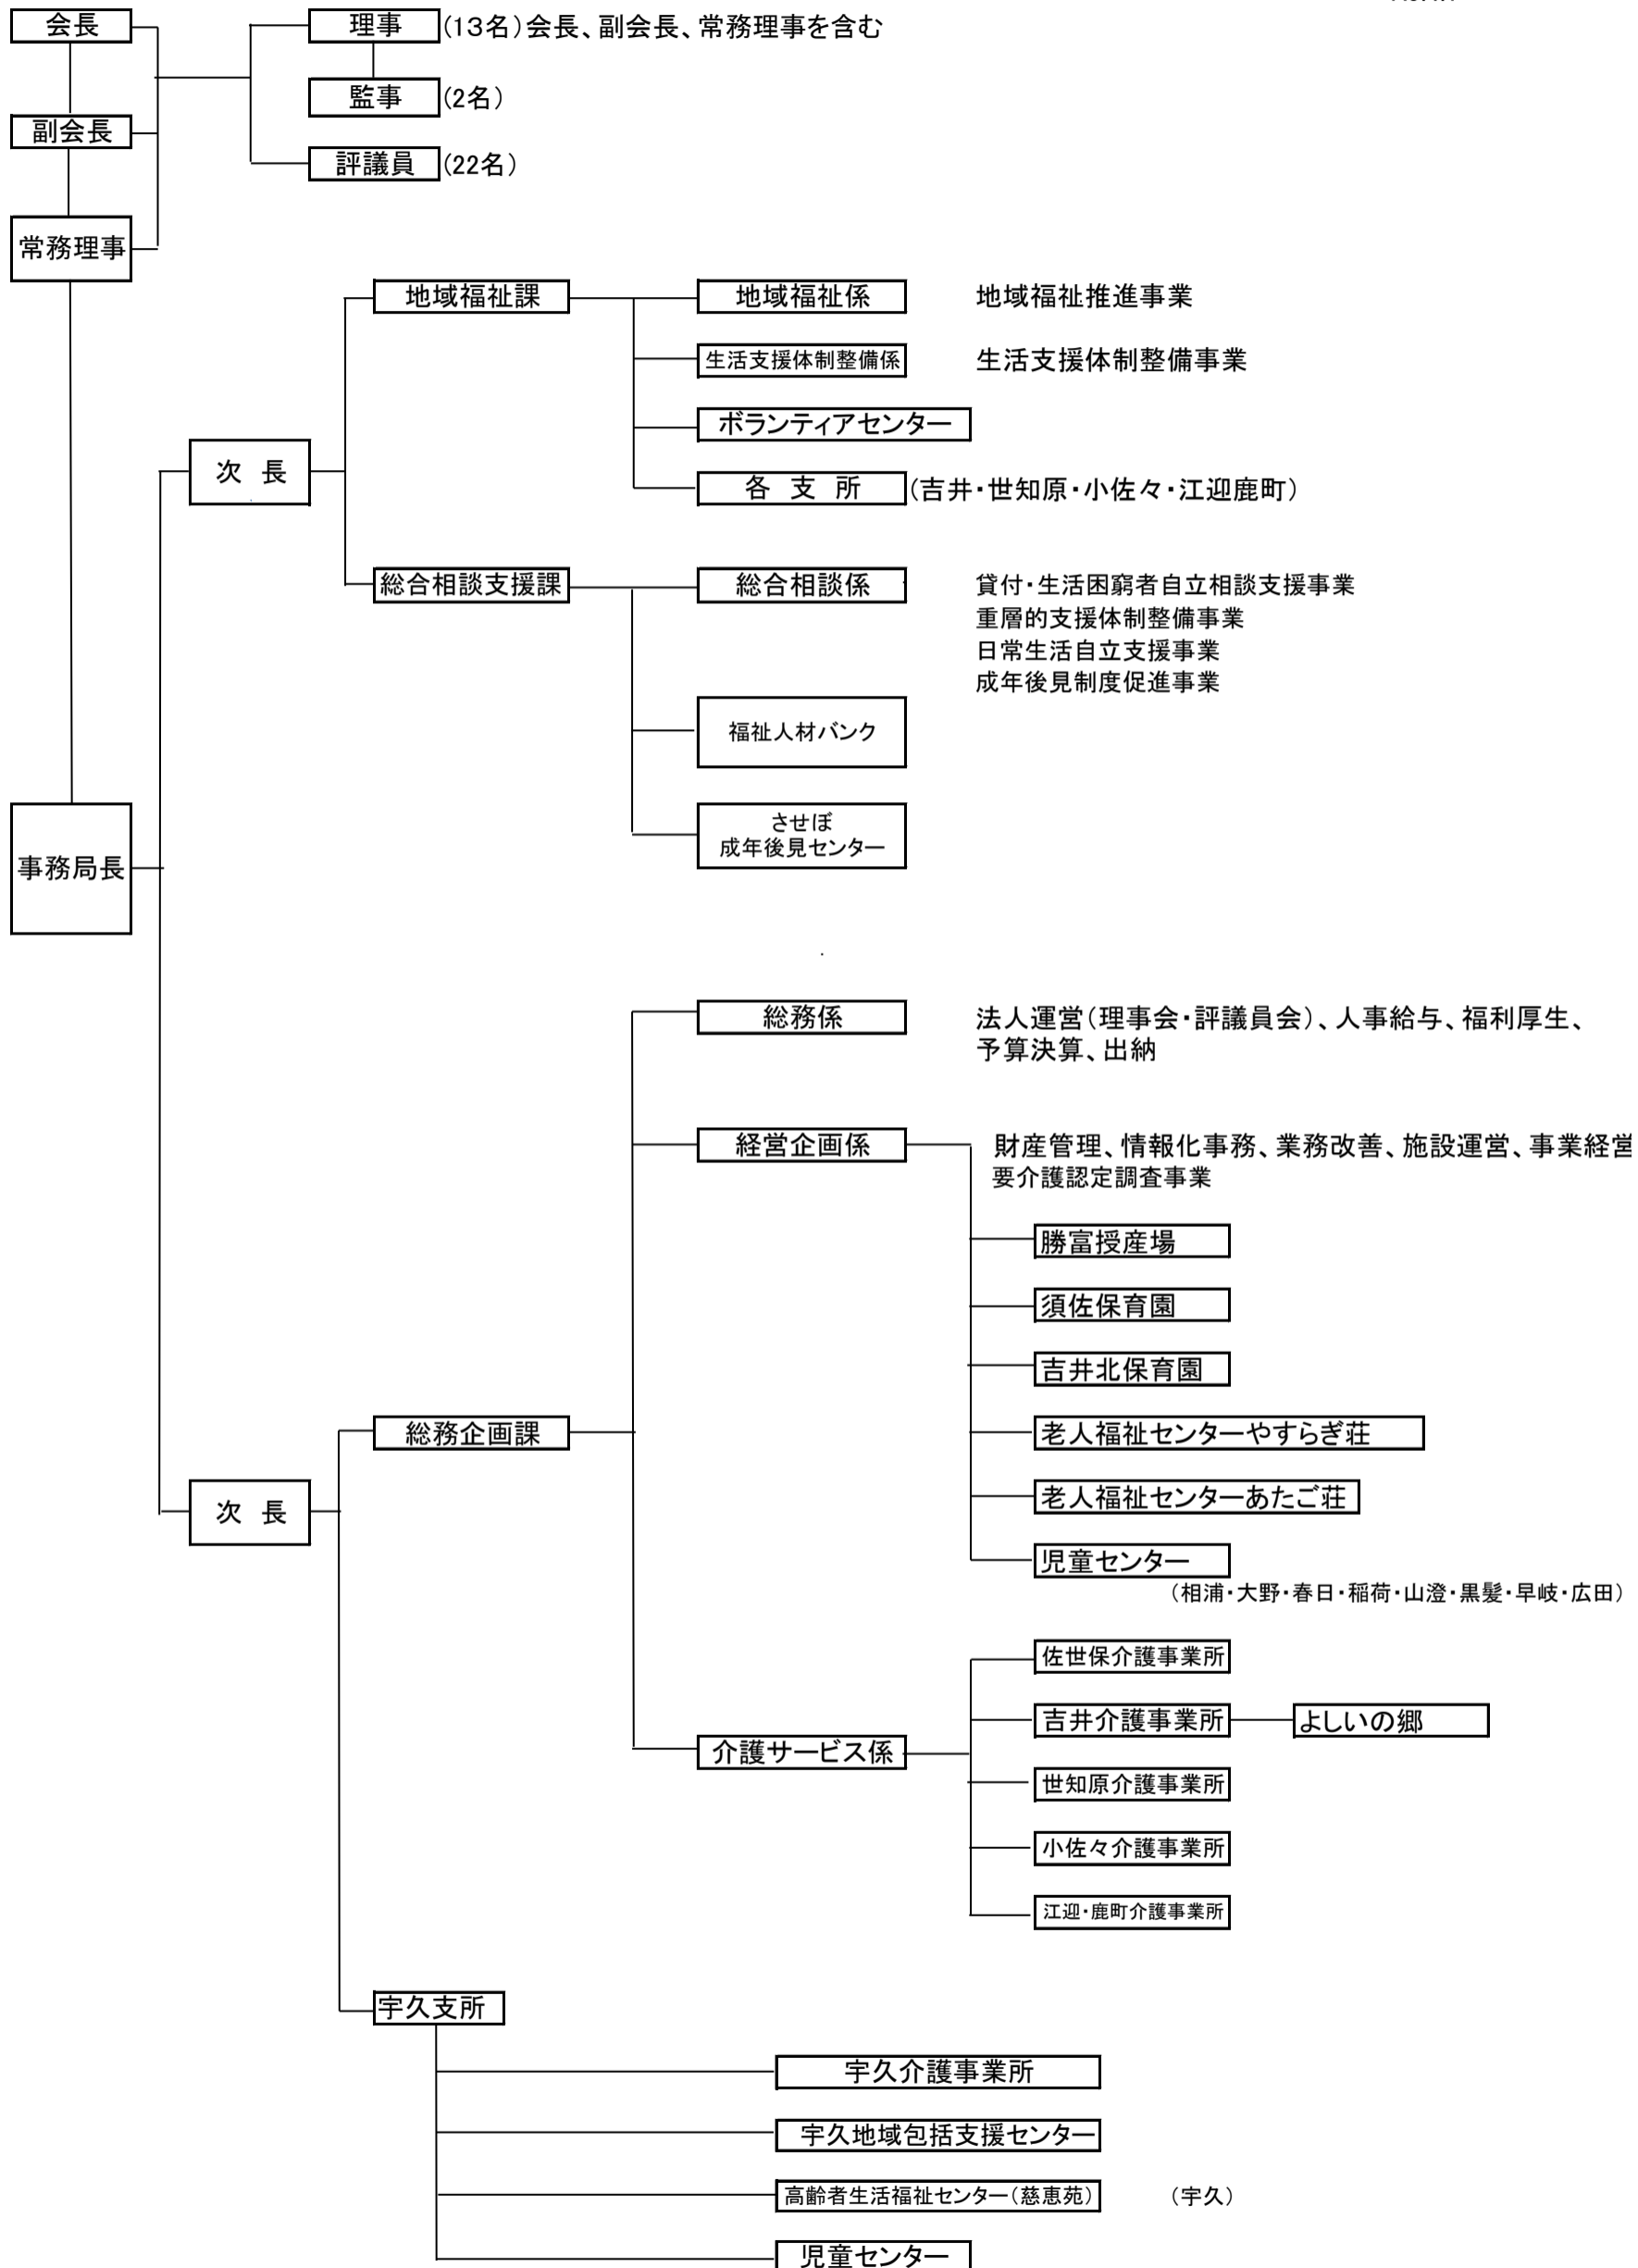 会長
理事 (13名)会長、副会長、常務理事を含む
監事 (2名)
副会長
評議員 (22名)
常務理事
地域福祉課 地域福祉係 地域福祉推進事業
生活支援体制整備係 生活支援体制整備事業
ボランティアセンター
次 長
各 支 所 (吉井・世知原・小佐々・江迎鹿町)
総合相談支援課 総合相談係 貸付・生活困窮者自立相談支援事業
重層的支援体制整備事業
日常生活自立支援事業
成年後見制度促進事業
福祉人材バンク
させぼ
成年後見センター
事務局長
総務係 法人運営(理事会・評議員会)、人事給与、福利厚生、
予算決算、出納
経営企画係 財産管理、情報化事務、業務改善、施設運営、事業経営
要介護認定調査事業
勝富授産場
須佐保育園
吉井北保育園
総務企画課 老人福祉センターやすらぎ荘
次 長 老人福祉センターあたご荘
児童センター
(相浦・大野・春日・稲荷・山澄・黒髪・早岐・広田)
佐世保介護事業所
吉井介護事業所 よしいの郷
介護サービス係
世知原介護事業所
小佐々介護事業所
江迎・鹿町介護事業所
宇久支所
宇久介護事業所
宇久地域包括支援センター
高齢者生活福祉センター(慈恵苑) (宇久)
児童センター